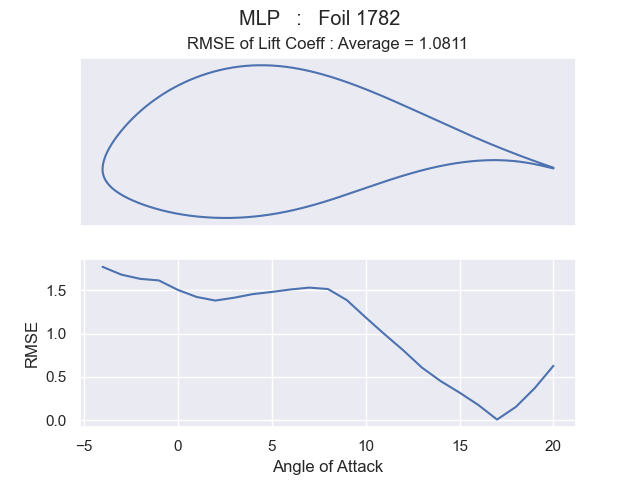 MLP : Foil 1782
RMSE of Lift Coeff : Average = 1.0811
1.5
1.0
0.5
0.0
RMSE
−5 0 5 10 15 20
Angle of Attack